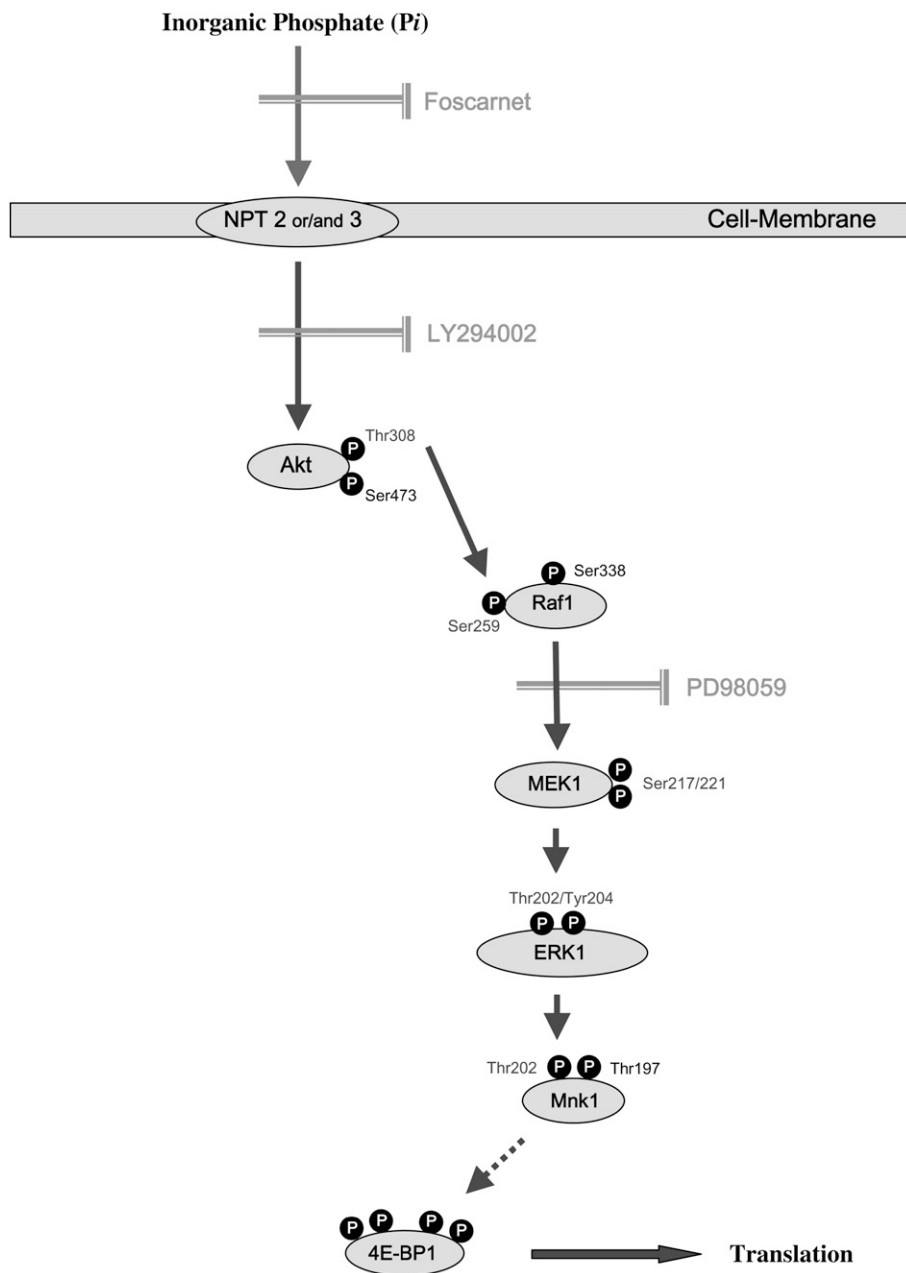 Inorganic Phosphate (Pi)
Foscarnet
NPT 2 or/and 3
Cell-Membrane
LY294002
P
Thr308
Akt
P
Ser473
P
Ser338
P
Raf1
Ser259
PD98059
P
MEK1
Ser217/221
P
Thr202/Tyr204
P P
ERK1
Thr202 P P Thr197
Mnk1
P P P P
4E-BP1
Translation